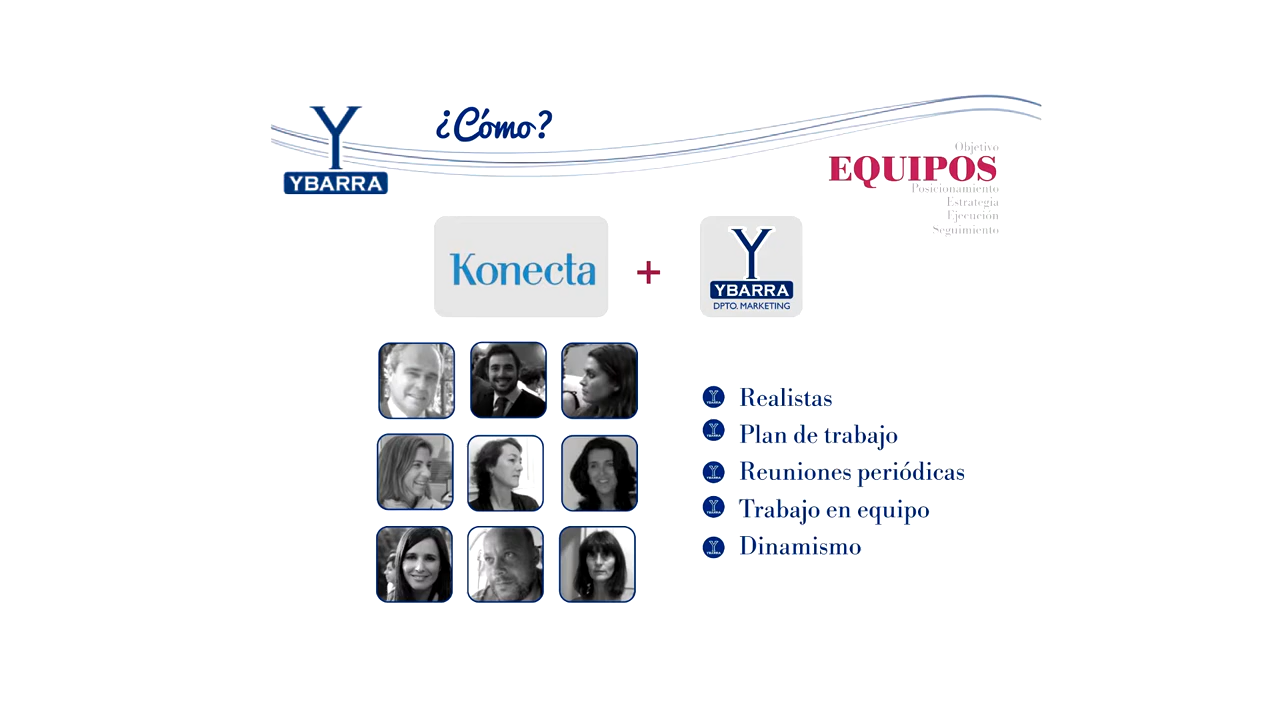 ¿Cómo?
Y
YBARRA
Objetivo
EQUIPOS
Posicionamiento
Estrategia
Ejecución
Seguimiento
Konecta
+
Y
YBARRA
DPTO. MARKETING
Realistas
Plan de trabajo
Reuniones periódicas
Trabajo en equipo
Dinamismo